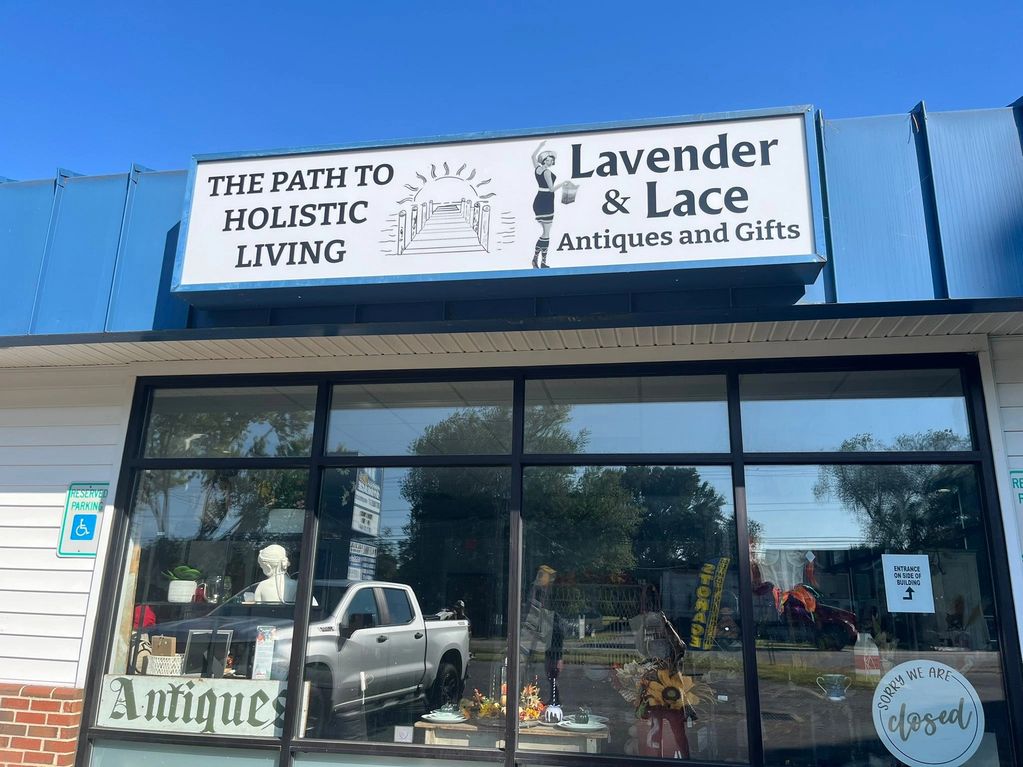 THE PATH TO
HOLISTIC
LIVING
Lavender
& Lace
Antiques and Gifts
RESERVED
PARKING
ENTRANCE
ON SIDE OF
BUILDING
Antiques
SORRY WE ARE
closed